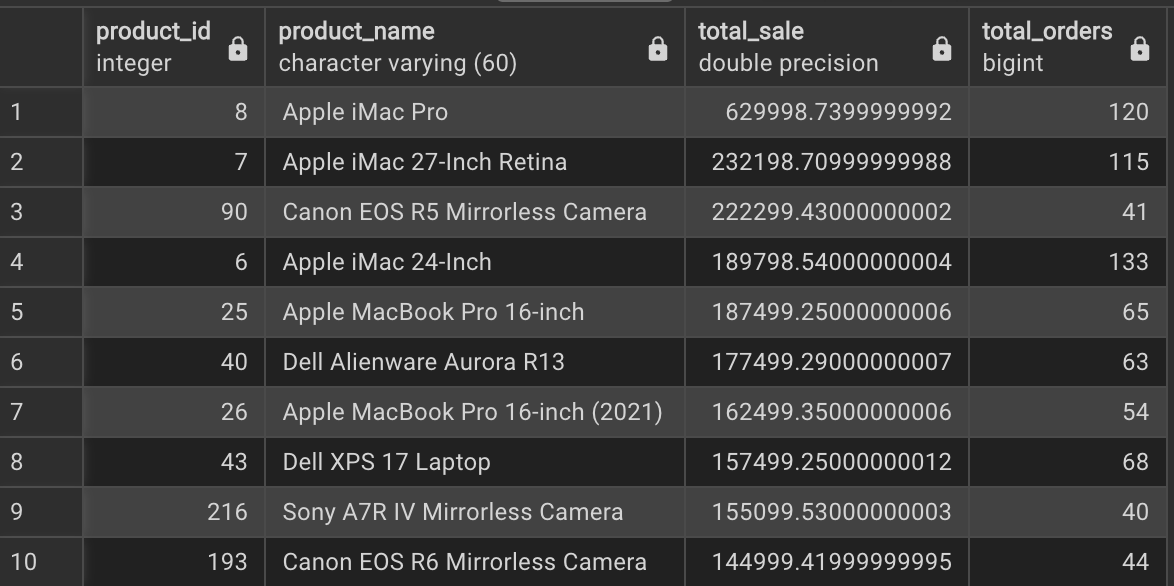 product_id product_name total_sale total_orders
integer character varying (60) double precision bigint
1 8 Apple iMac Pro 629998.7399999992 120
2 7 Apple iMac 27-Inch Retina 232198.70999999988 115
3 90 Canon EOS R5 Mirrorless Camera 222299.43000000002 41
4 6 Apple iMac 24-Inch 189798.54000000004 133
5 25 Apple MacBook Pro 16-inch 187499.25000000006 65
6 40 Dell Alienware Aurora R13 177499.29000000007 63
7 26 Apple MacBook Pro 16-inch (2021) 162499.35000000006 54
8 43 Dell XPS 17 Laptop 157499.25000000012 68
9 216 Sony A7R IV Mirrorless Camera 155099.53000000003 40
10 193 Canon EOS R6 Mirrorless Camera 144999.41999999995 44